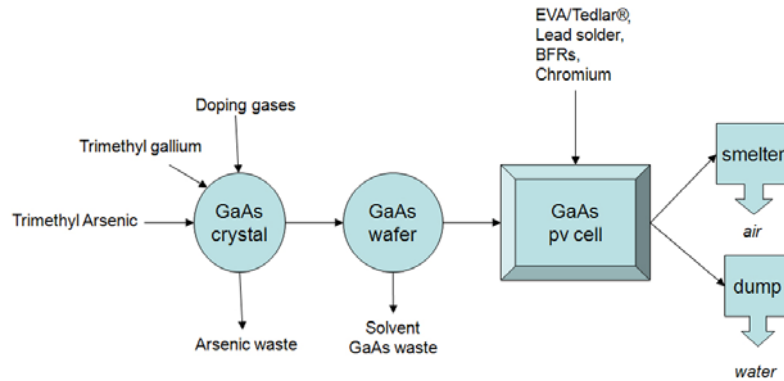 EVA/Tedlar®,
Lead solder,
BFRs,
Chromium
Doping gases
Trimethyl gallium
Trimethyl Arsenic
GaAs
crystal
GaAs
wafer
GaAs
pv cell
smelter
air
dump
water
Arsenic waste
Solvent
GaAs waste